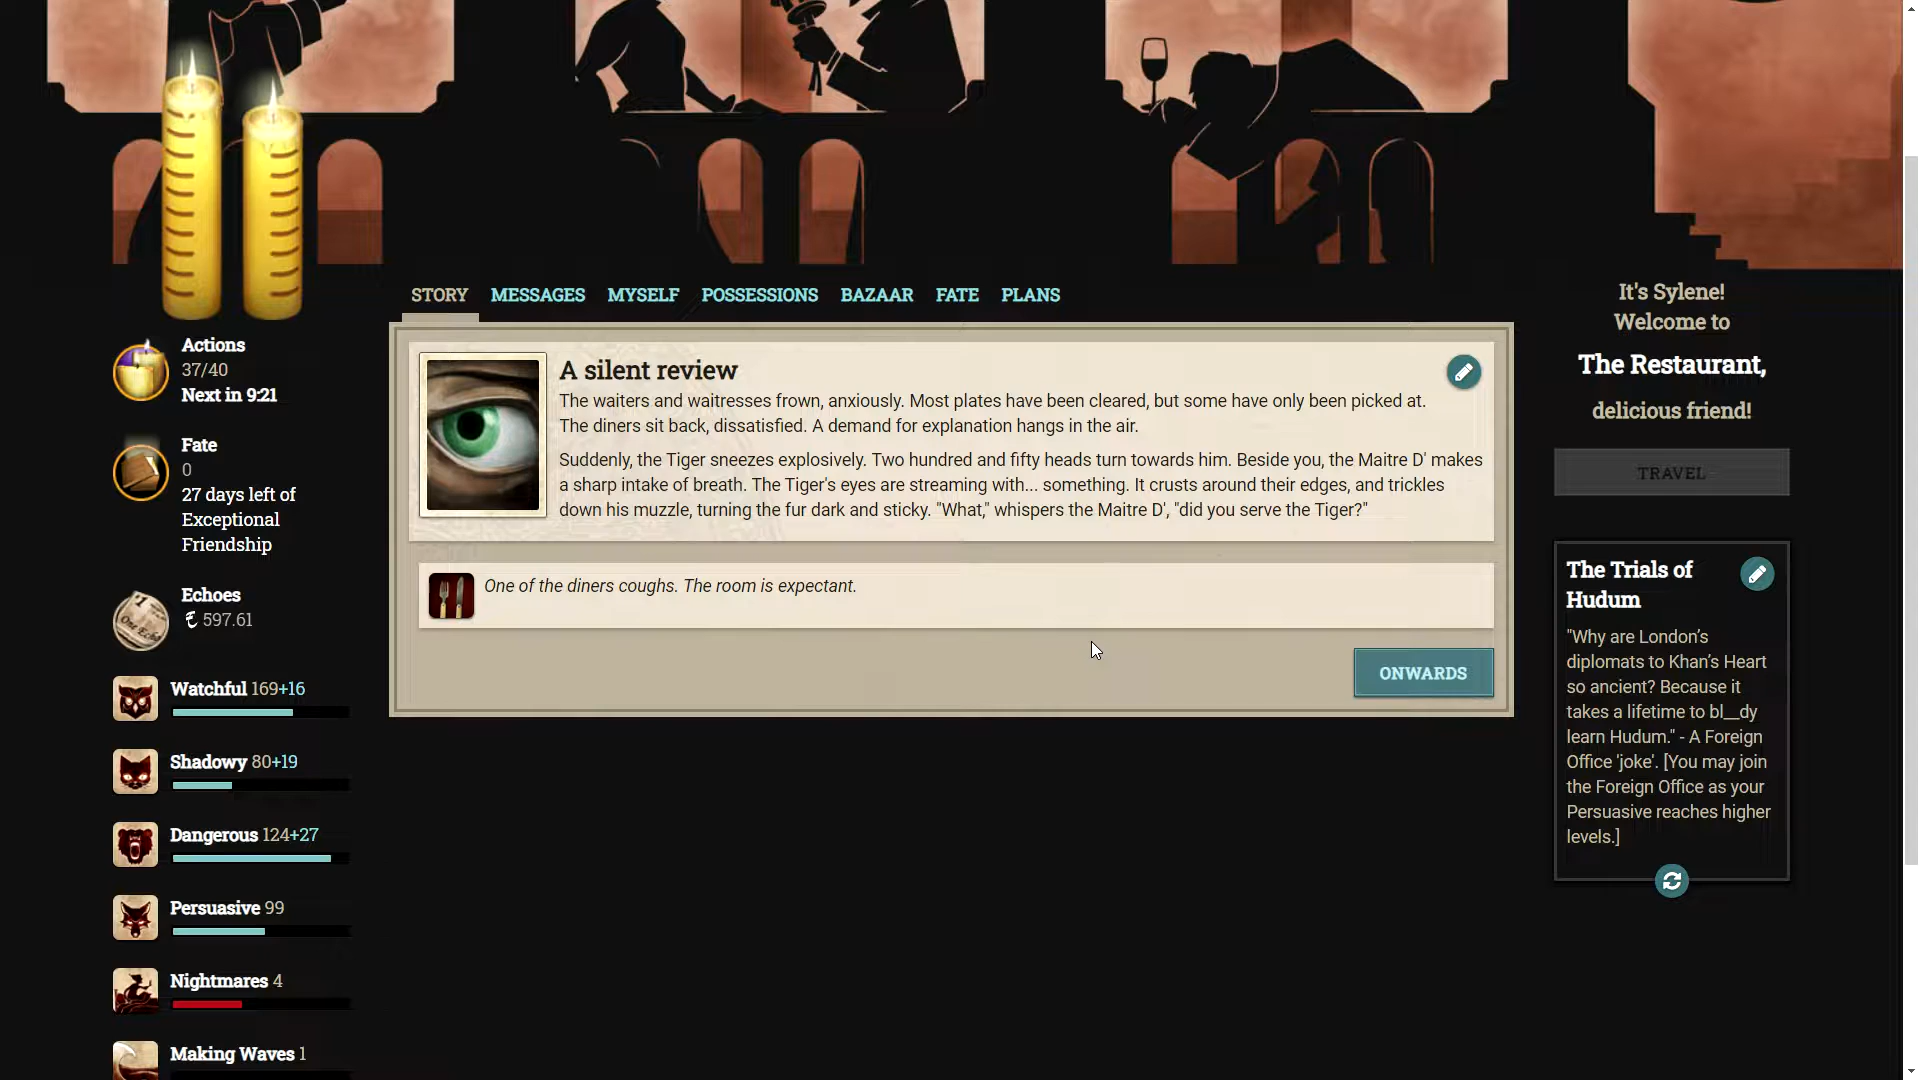 STORY MESSAGES MYSELF POSSESSIONS BAZAAR FATE PLANS
Actions
37/40
Next in 9:21
Fate
0
27 days left of
Exceptional
Friendship
Echoes
597.61
Watchful 169+16
Shadowy 80+19
Dangerous 124+27
Persuasive 99
Nightmares 4
Making Waves 1
A silent review
The waiters and waitresses frown, anxiously. Most plates have been cleared, but some have only been picked at.
The diners sit back, dissatisfied. A demand for explanation hangs in the air.
Suddenly, the Tiger sneezes explosively. Two hundred and fifty heads turn towards him. Beside you, the Maitre D' makes
a sharp intake of breath. The Tiger's eyes are streaming with... something. It crusts around their edges, and trickles
down his muzzle, turning the fur dark and sticky. "What," whispers the Maitre D', "did you serve the Tiger?"
One of the diners coughs. The room is expectant.
ONWARDS
It's Sylene!
Welcome to
The Restaurant,
delicious friend!
TRAVEL
The Trials of
Hudum
"Why are London’s
diplomats to Khan’s Heart
so ancient? Because it
takes a lifetime to bl__dy
learn Hudum." - A Foreign
Office 'joke'. [You may join
the Foreign Office as your
Persuasive reaches higher
levels.]